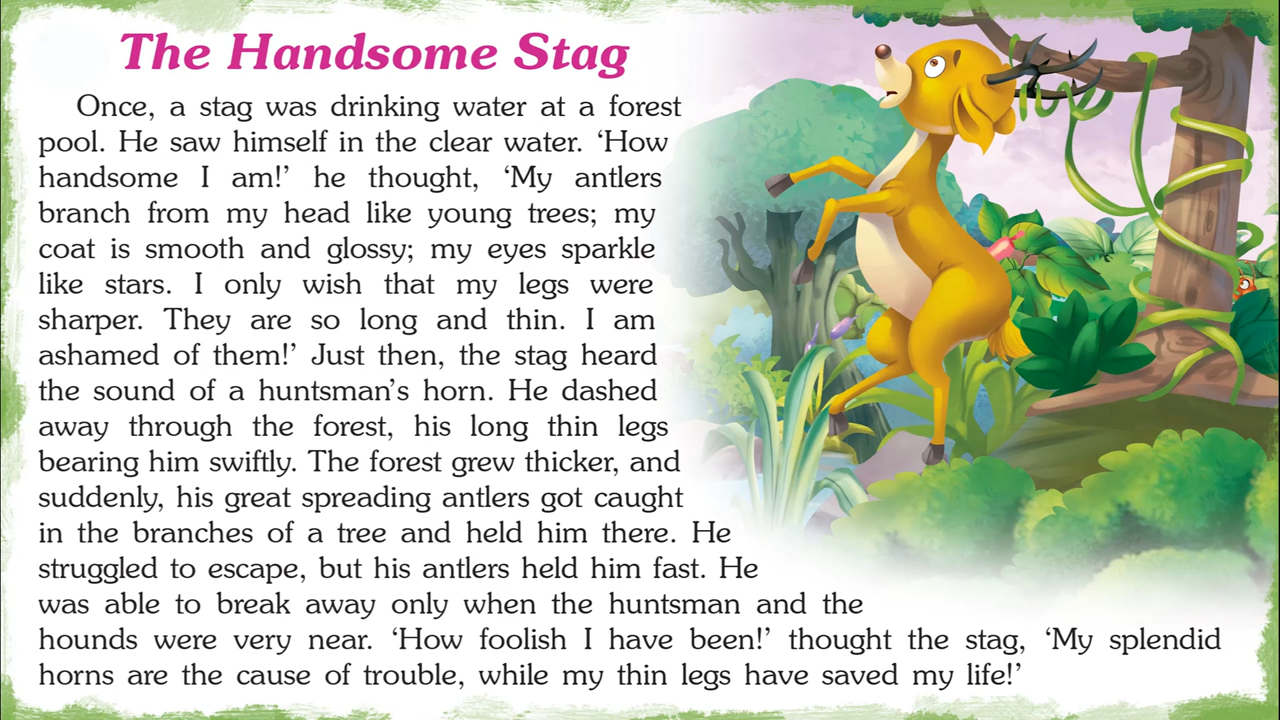 The Handsome Stag
Once, a stag was drinking water at a forest
pool. He saw himself in the clear water. ‘How
handsome I am!’ he thought, ‘My antlers
branch from my head like young trees; my
coat is smooth and glossy; my eyes sparkle
like stars. I only wish that my legs were
sharper. They are so long and thin. I am
ashamed of them!’ Just then, the stag heard
the sound of a huntsman’s horn. He dashed
away through the forest, his long thin legs
bearing him swiftly. The forest grew thicker, and
suddenly, his great spreading antlers got caught
in the branches of a tree and held him there. He
struggled to escape, but his antlers held him fast. He
was able to break away only when the huntsman and the
hounds were very near. ‘How foolish I have been!’ thought the stag, ‘My splendid
horns are the cause of trouble, while my thin legs have saved my life!’